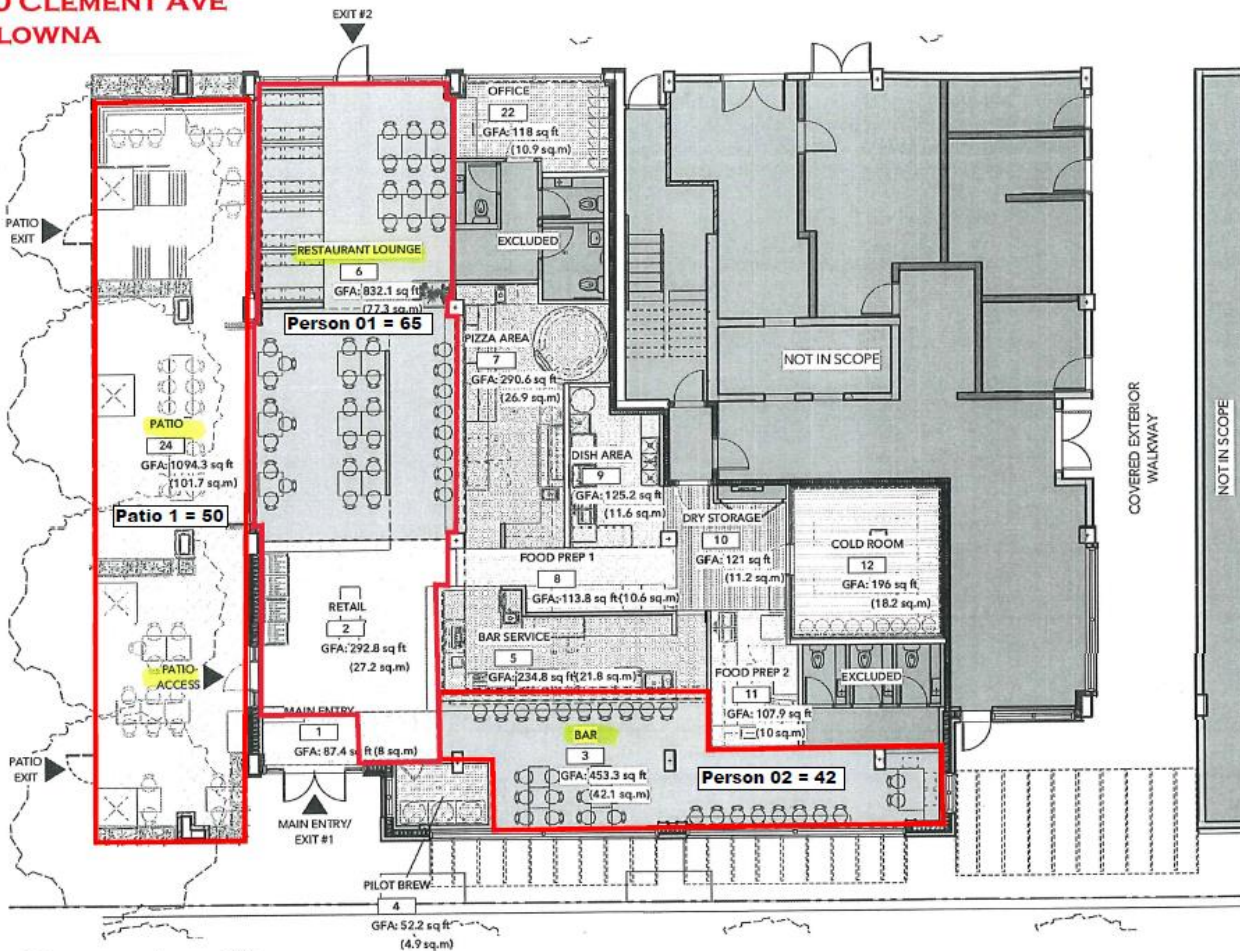 CLEMENT AVE
LOWNA
EXIT #2
OFFICE
22
GFA: 118 sq ft
(10.9 sq.m)
PATIO
EXIT
EXCLUDED
RESTAURANT LOUNGE
6
GFA: 832.1 sq ft
(77.3 sq.m)
Person 01 = 65
PIZZA AREA
7
GFA: 290.6 sq ft
(26.9 sq.m)
NOT IN SCOPE
COVERED EXTERIOR
WALKWAY
NOT IN SCOPE
PATIO
24
GFA: 1094.3 sq ft
(101.7 sq.m)
Patio 1 = 50
DISH AREA
9
GFA: 125.2 sq ft
(11.6 sq.m)
DRY STORAGE
10
GFA: 121 sq ft
(11.2 sq.m)
COLD ROOM
12
GFA: 196 sq ft
(18.2 sq.m)
FOOD PREP 1
8
GFA: 113.8 sq ft (10.6 sq.m)
RETAIL
2
GFA: 292.8 sq ft
(27.2 sq.m)
BAR SERVICE
5
GFA: 234.8 sq ft (21.8 sq.m)
FOOD PREP 2
11
GFA: 107.9 sq ft
(10 sq.m)
EXCLUDED
PATIO
ACCESS
MAIN ENTRY
1
GFA: 87.4 sq ft (8 sq.m)
BAR
3
GFA: 453.3 sq ft
(42.1 sq.m)
Person 02 = 42
PATIO
EXIT
MAIN ENTRY/
EXIT #1
PILOT BREW
4
GFA: 52.2 sq ft
(4.9 sq.m)